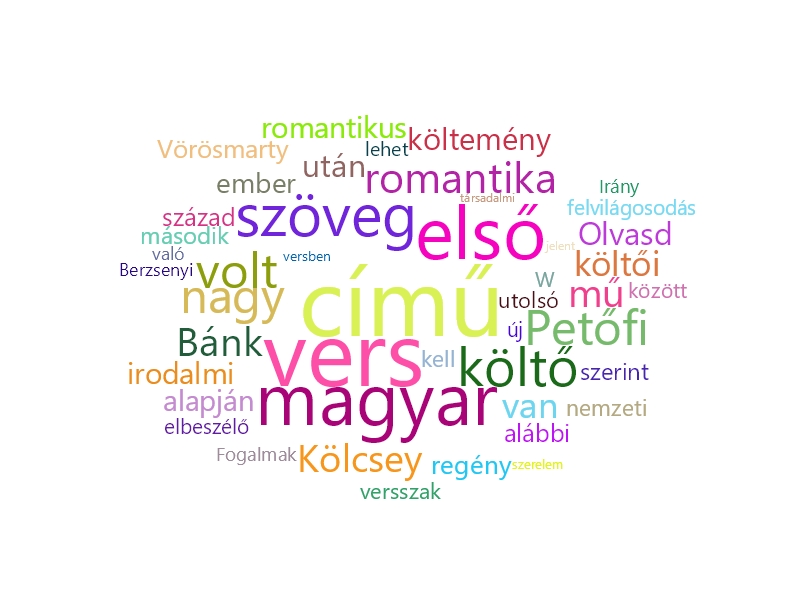 romantikus
Vörösmarty
lehet
költemény
után
ember
romantika
Irány
társadalmi
felvilágosodás
század
szöveg
első
Olvasd
második
való
versben
jelent
Berzsenyi
volt
költői
W
nagy
című
utolsó
mű
között
új
Petőfi
Bánk
vers
kell
költő
szerint
irodalmi
alapján
magyar
van
nemzeti
elbeszélő
alábbi
Fogalmak
Kölcsey
regény
szerelem
versszak